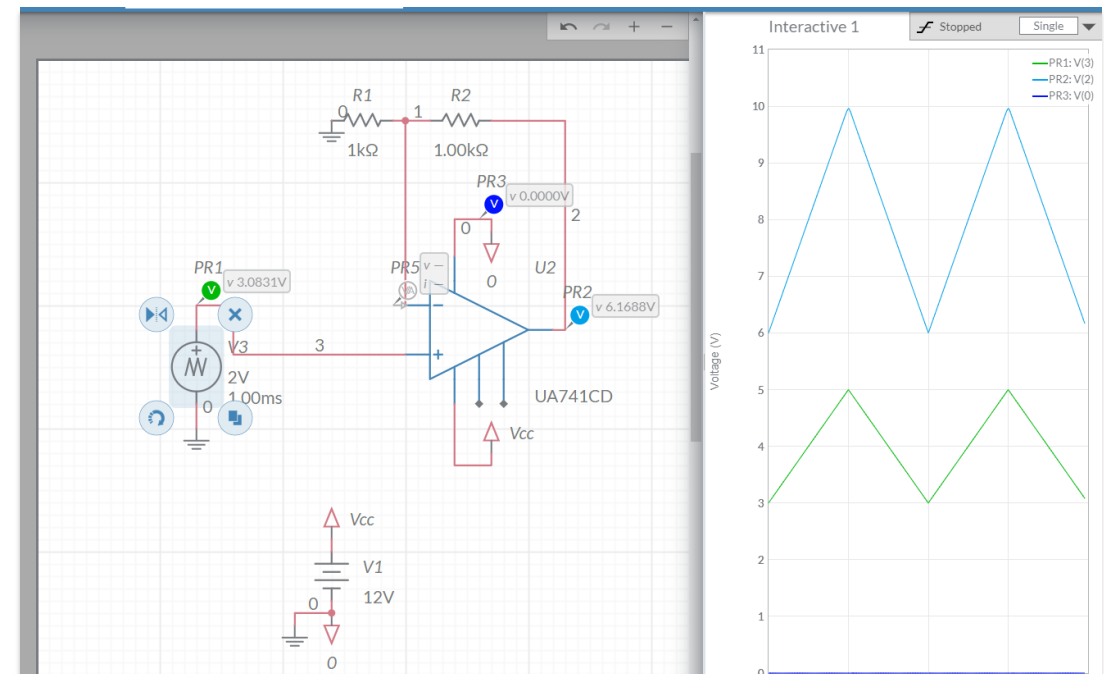 Interactive 1
Stopped
Single
R1
R2
0
1
1kΩ
1.00kΩ
PR3
v 0.0000V
2
0
PR1
v 3.0831V
PR5
v —
i —
0
U2
PR2
v 6.1688V
V3
3
2V
1.00ms
0
UA741CD
Vcc
Vcc
V1
12V
0
0
PR1: V(3)
PR2: V(2)
PR3: V(0)
Voltage (V)
11
10
9
8
7
6
5
4
3
2
1
0